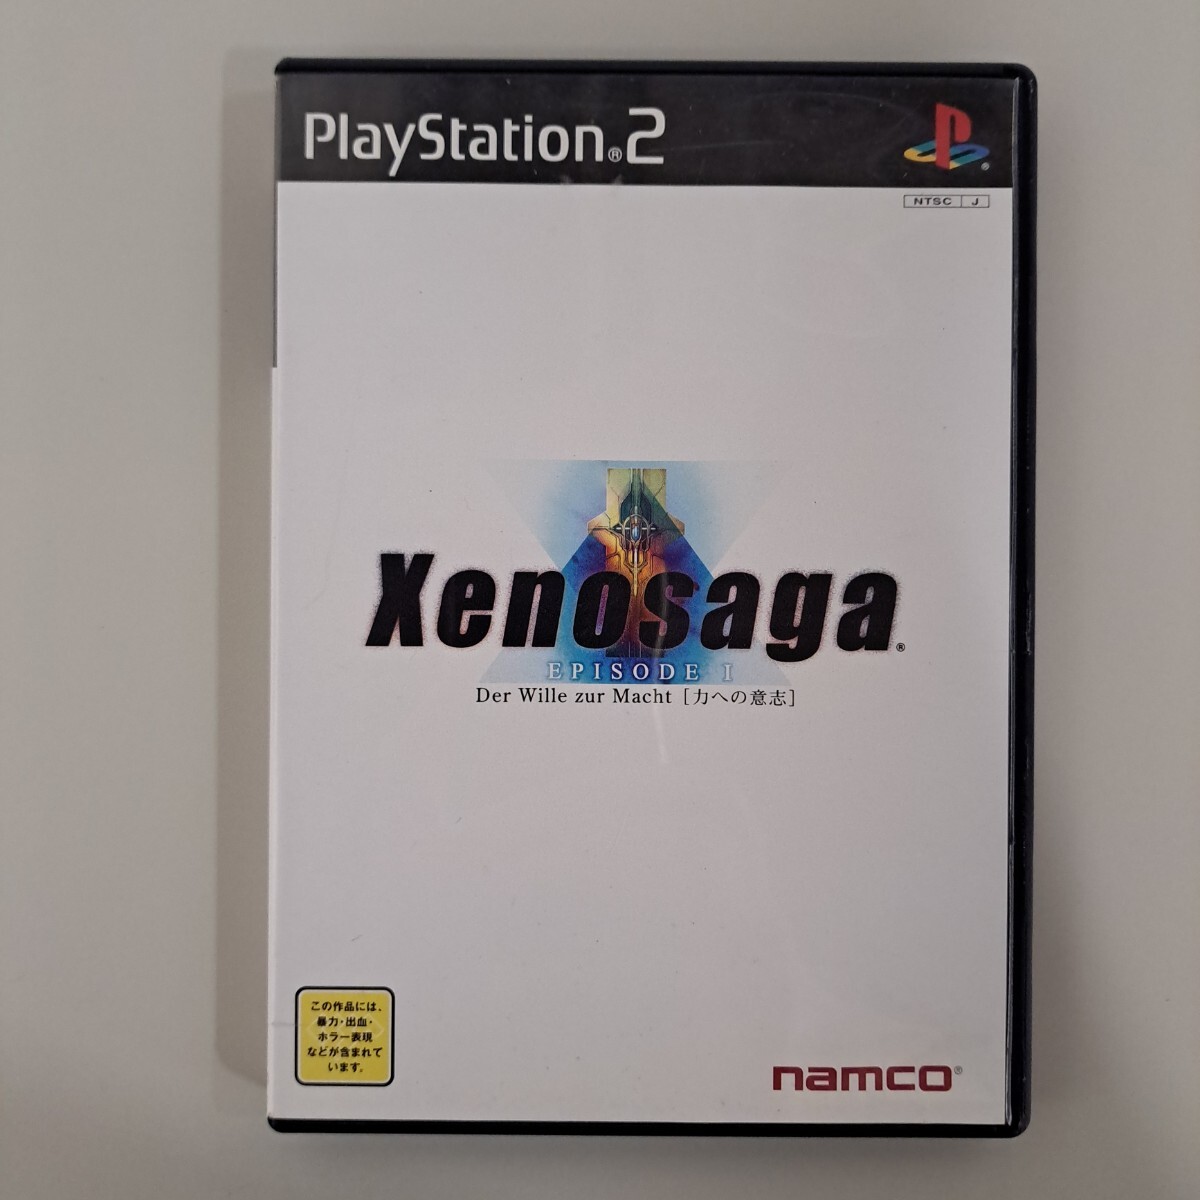 PlayStation®2
NTSC J
Xenosaga®
EPISODE I
Der Wille zur Macht [力への意志]
この作品には、
暴力・出血・
ホラー表現
などが含まれて
います。
namco®